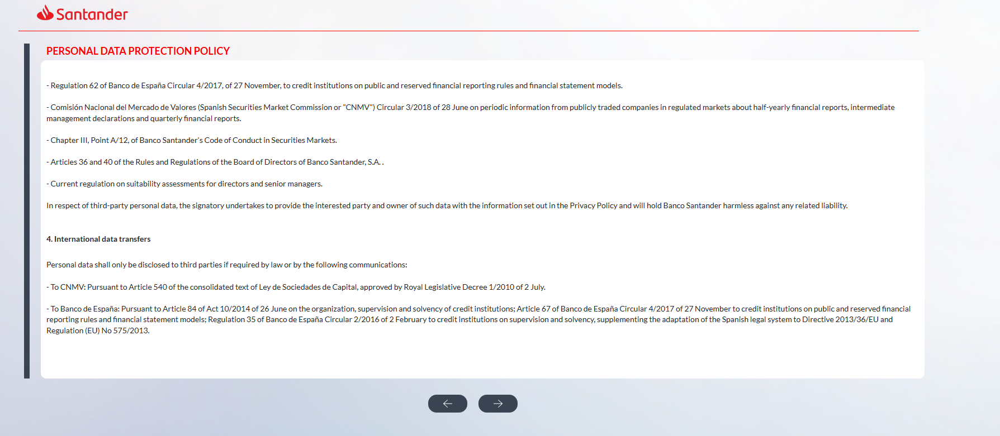 Santander
PERSONAL DATA PROTECTION POLICY
- Regulation 62 of Banco de España Circular 4/2017, of 27 November, to credit institutions on public and reserved financial reporting rules and financial statement models.
- Comisión Nacional del Mercado de Valores (Spanish Securities Market Commission or "CNMV") Circular 3/2018 of 28 June on periodic information from publicly traded companies in regulated markets about half-yearly financial reports, intermediate
management declarations and quarterly financial reports.
- Chapter III, Point A/12, of Banco Santander's Code of Conduct in Securities Markets.
- Articles 36 and 40 of the Rules and Regulations of the Board of Directors of Banco Santander, S.A. .
- Current regulation on suitability assessments for directors and senior managers.
In respect of third-party personal data, the signatory undertakes to provide the interested party and owner of such data with the information set out in the Privacy Policy and will hold Banco Santander harmless against any related liability.
4. International data transfers
Personal data shall only be disclosed to third parties if required by law or by the following communications:
- To CNMV: Pursuant to Article 540 of the consolidated text of Ley de Sociedades de Capital, approved by Royal Legislative Decree 1/2010 of 2 July.
- To Banco de España: Pursuant to Article 84 of Act 10/2014 of 26 June on the organization, supervision and solvency of credit institutions; Article 67 of Banco de España Circular 4/2017 of 27 November to credit institutions on public and reserved financial
reporting rules and financial statement models; Regulation 35 of Banco de España Circular 2/2016 of 2 February to credit institutions on supervision and solvency, supplementing the adaptation of the Spanish legal system to Directive 2013/36/EU and
Regulation (EU) No 575/2013.